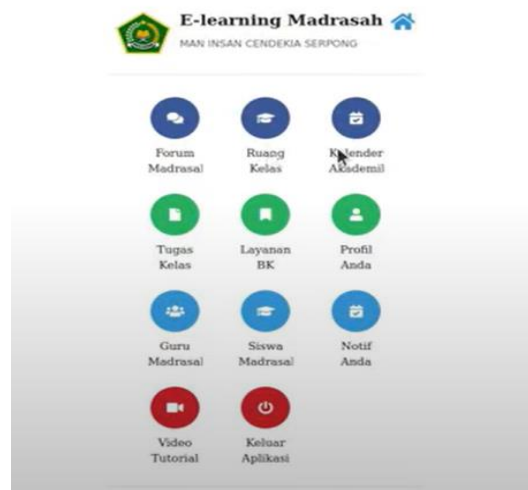 E-learning Madrasah
MAN INSAN CENDEKIA SERPONG
Forum Ruang Kalender
Madrasal Kelas Akademil
Tugas Layanan Profil
Kelas BK Anda
Guru Siswa Notif
Madrasal Madrasal Anda
Video Keluar
Tutorial Aplikasi